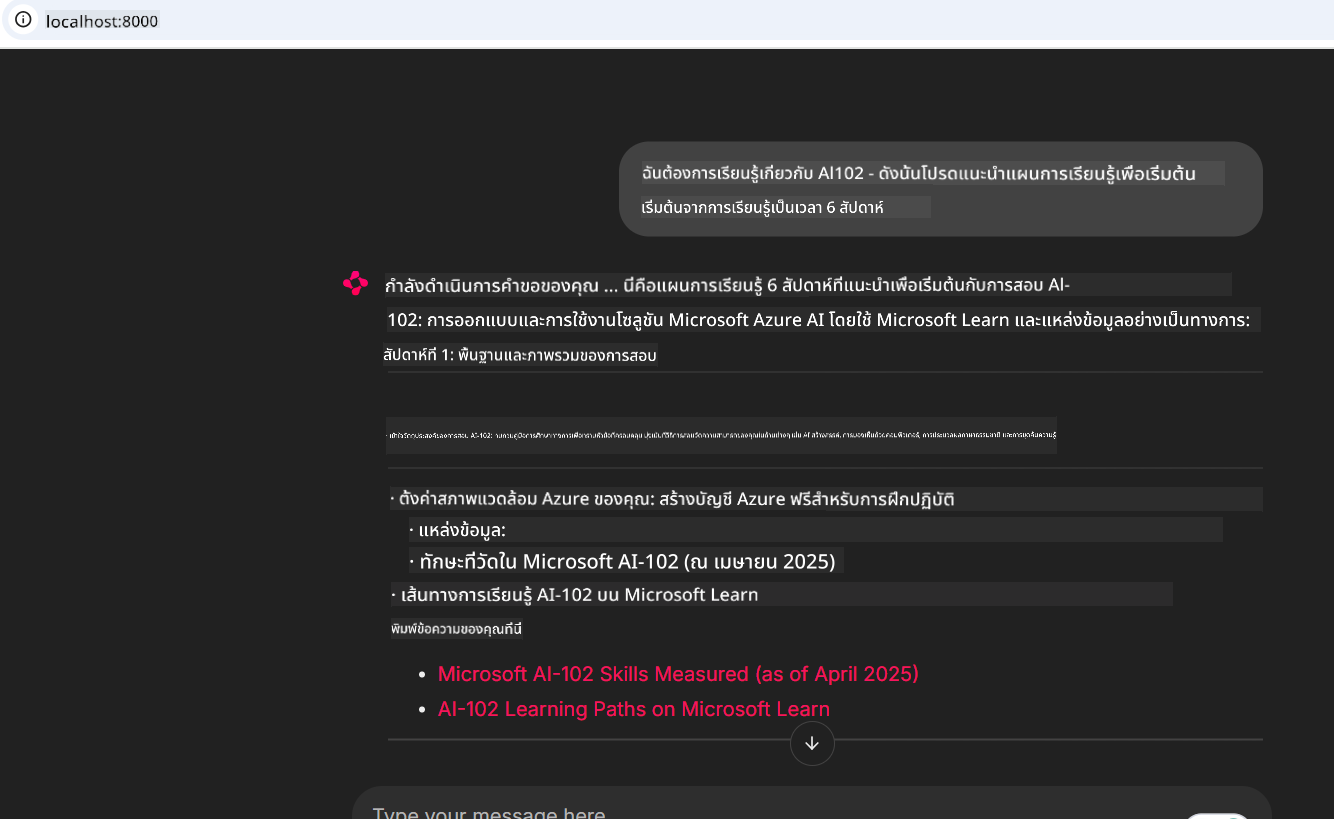 localhost:8000
ฉันต้องการเรียนรู้เกี่ยวกับ AI102 - ดังนั้นโปรดแนะนำแผนการเรียนรู้เพื่อเริ่มต้น
เริ่มต้นจากการเรียนรู้เป็นเวลา 6 สัปดาห์
กำลังดำเนินการคำขอของคุณ ... นี่คือแผนการเรียนรู้ 6 สัปดาห์ที่แนะนำเพื่อเริ่มต้นกับการสอบ AI-
102: การออกแบบและการใช้งานโซลูชัน Microsoft Azure AI โดยใช้ Microsoft Learn และแหล่งข้อมูลอย่างเป็นทางการ:
สัปดาห์ที่ 1: พื้นฐานและภาพรวมของการสอบ
· ตั้งค่าสภาพแวดล้อม Azure ของคุณ: สร้างบัญชี Azure ฟรีสำหรับการฝึกปฏิบัติ
· แหล่งข้อมูล:
· ทักษะที่วัดใน Microsoft AI-102 (ณ เมษายน 2025)
· เส้นทางการเรียนรู้ AI-102 บน Microsoft Learn
พิมพ์ข้อความของคุณที่นี่
• Microsoft AI-102 Skills Measured (as of April 2025)
• AI-102 Learning Paths on Microsoft Learn
Type your message here